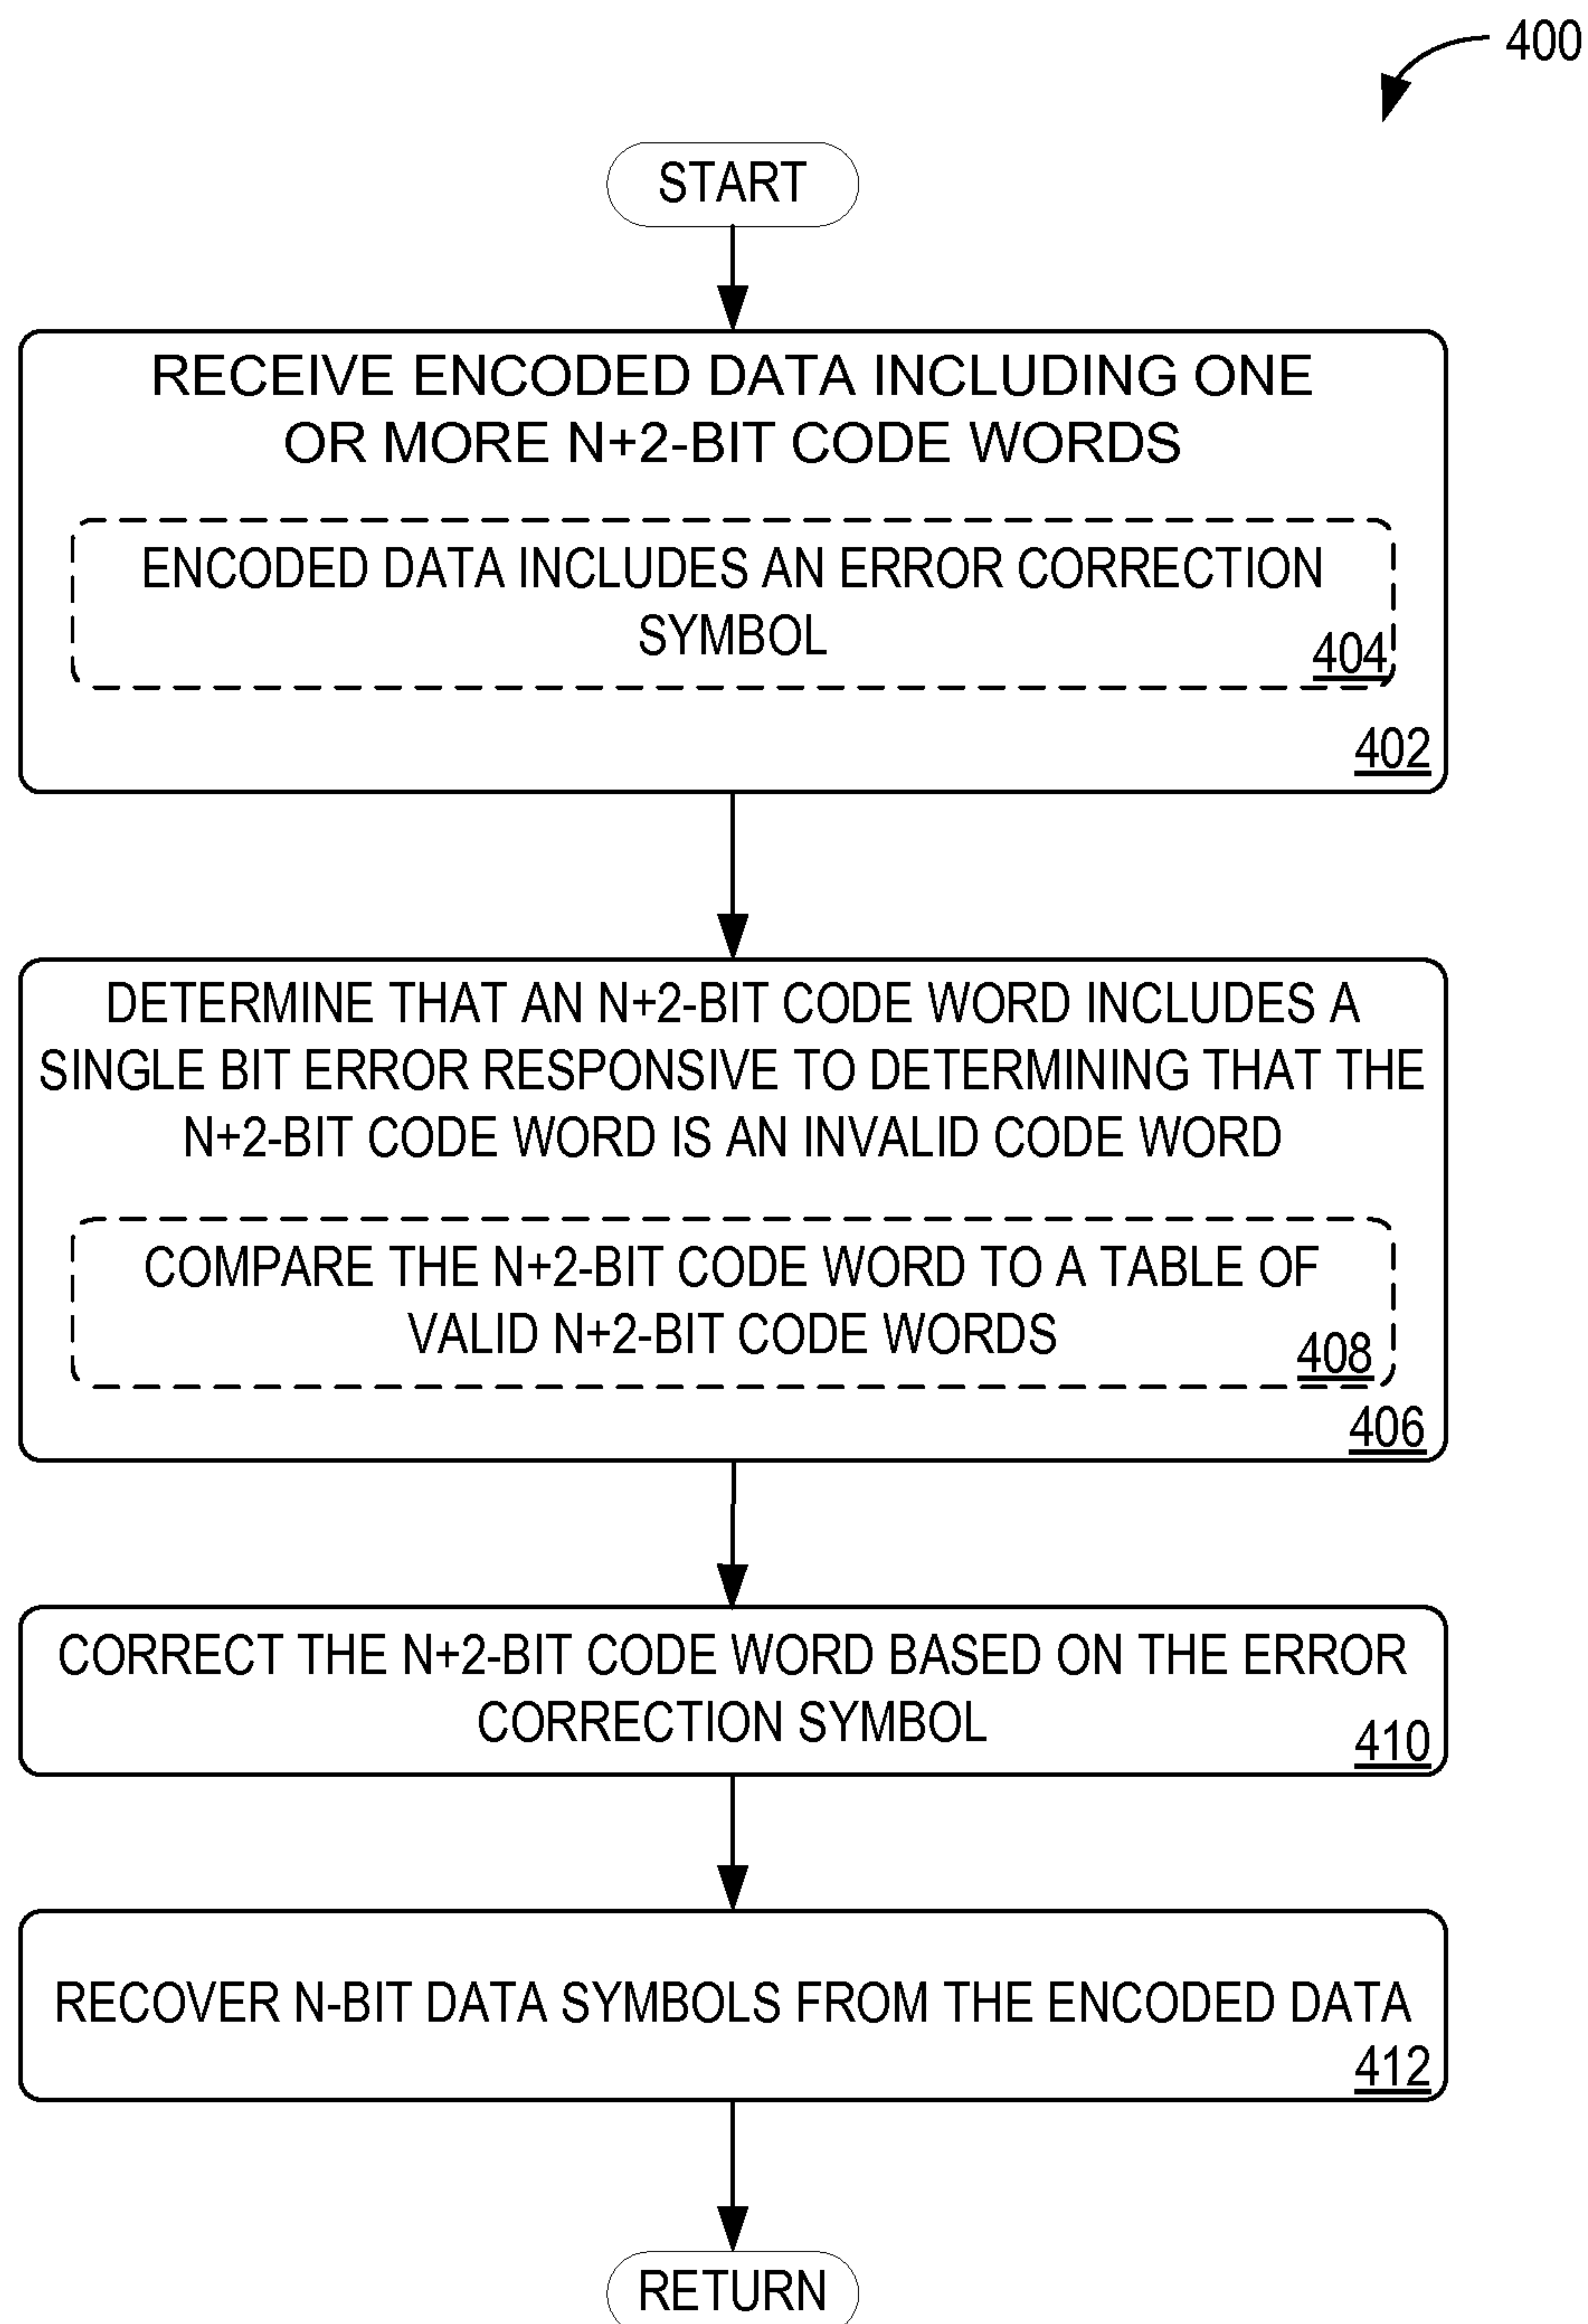 400
START
RECEIVE ENCODED DATA INCLUDING ONE
OR MORE N+2-BIT CODE WORDS
ENCODED DATA INCLUDES AN ERROR CORRECTION
SYMBOL
404
402
DETERMINE THAT AN N+2-BIT CODE WORD INCLUDES A
SINGLE BIT ERROR RESPONSIVE TO DETERMINING THAT THE
N+2-BIT CODE WORD IS AN INVALID CODE WORD
COMPARE THE N+2-BIT CODE WORD TO A TABLE OF
VALID N+2-BIT CODE WORDS
408
406
CORRECT THE N+2-BIT CODE WORD BASED ON THE ERROR
CORRECTION SYMBOL
410
RECOVER N-BIT DATA SYMBOLS FROM THE ENCODED DATA
412
RETURN